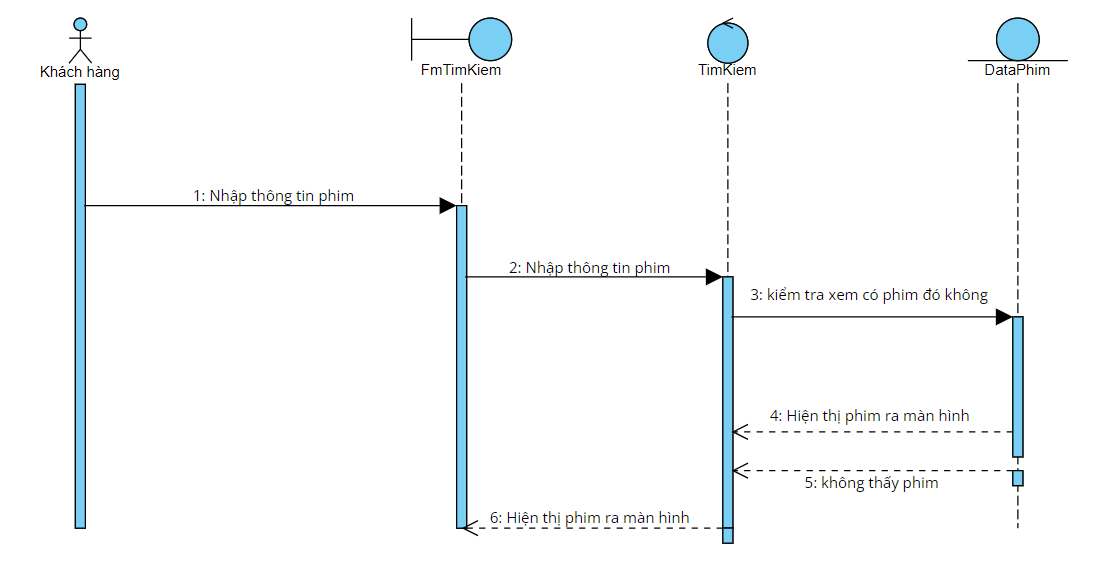 Khách hàng
FmTimKiem
TimKiem
DataPhim
1: Nhập thông tin phim
2: Nhập thông tin phim
3: kiểm tra xem có phim đó không
4: Hiện thị phim ra màn hình
5: không thấy phim
6: Hiện thị phim ra màn hình